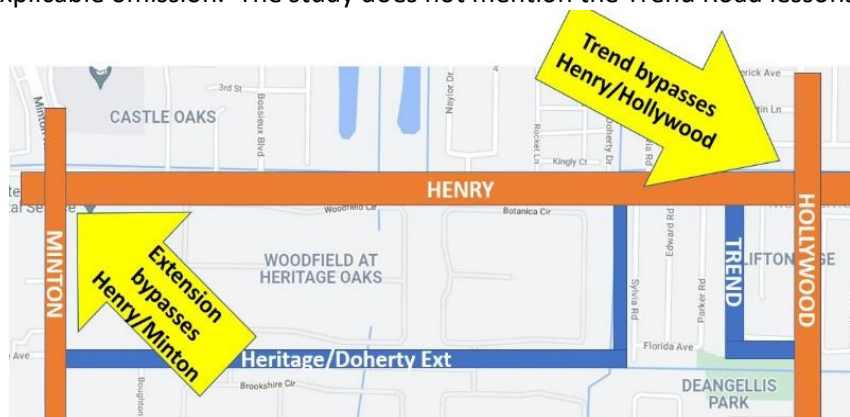 explicable omission. The study does not mention the Trend Road lessons
Trend bypasses
Henry/Hollywood
3rd St
CASTLE OAKS
Bossieux Blvd
Naylor Dr
Rocket Ln
Doherty Dr
Kingly Ct
HENRY
Woodfield Cir
Botanica Cir
MINTON
Extension
bypasses
Henry/Minton
WOODFIELD AT
HERITAGE OAKS
Sylvia Rd
Edward Rd
Parker Rd
TREND
HOLLYWOOD
Heritage/Doherty Ext
Florida Ave
Brookshire Cir
DEANGELLIS
PARK